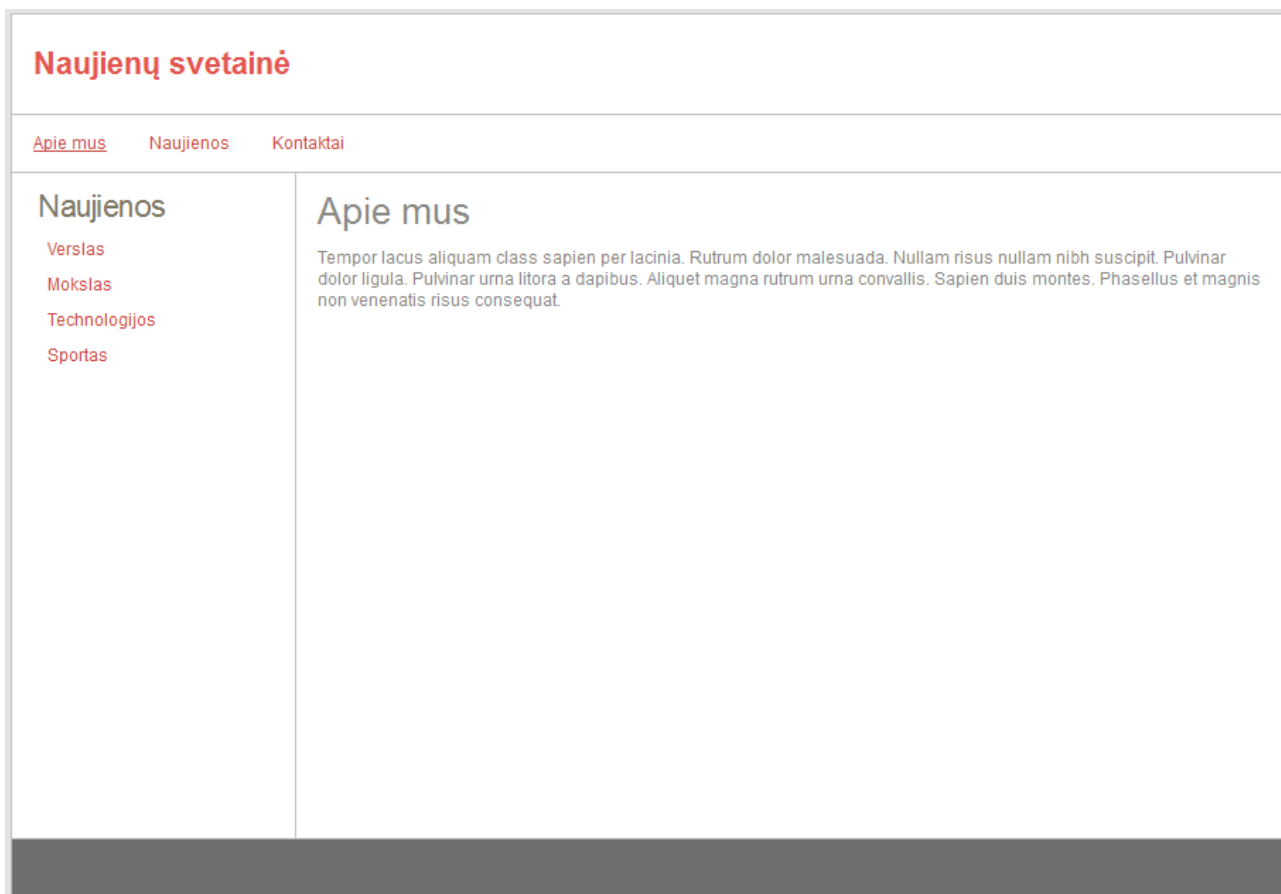 Naujienų svetainė
Apie mus Naujienos Kontaktai
Naujienos
Verslas
Mokslas
Technologijos
Sportas
Apie mus
Tempor lacus aliquam class sapien per lacinia. Rutrum dolor malesuada. Nullam risus nullam nibh suscipit. Pulvinar
dolor ligula. Pulvinar urna litora a dapibus. Aliquet magna rutrum urna convallis. Sapien duis montes. Phasellus et magnis
non venenatis risus consequat.